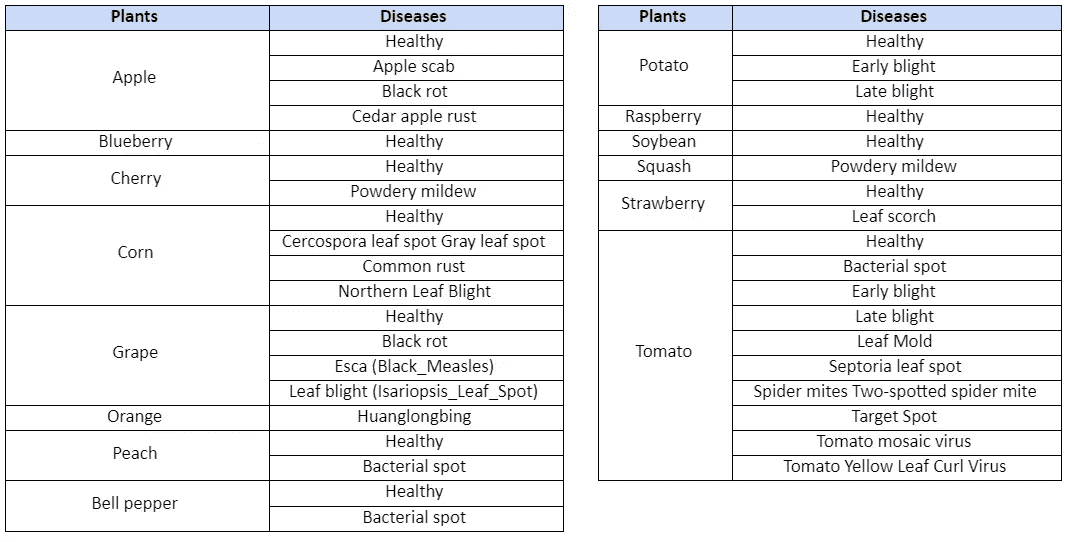 Plants Diseases
Apple
Healthy
Apple scab
Black rot
Cedar apple rust
Blueberry Healthy
Cherry
Healthy
Powdery mildew
Corn
Healthy
Cercospora leaf spot Gray leaf spot
Common rust
Northern Leaf Blight
Grape
Healthy
Black rot
Esca (Black_Measles)
Leaf blight (Isariopsis_Leaf_Spot)
Orange Huanglongbing
Peach
Healthy
Bacterial spot
Bell pepper
Healthy
Bacterial spot
Plants Diseases
Potato
Healthy
Early blight
Late blight
Raspberry Healthy
Soybean Healthy
Squash Powdery mildew
Strawberry
Healthy
Leaf scorch
Tomato
Healthy
Bacterial spot
Early blight
Late blight
Leaf Mold
Septoria leaf spot
Spider mites Two-spotted spider mite
Target Spot
Tomato mosaic virus
Tomato Yellow Leaf Curl Virus